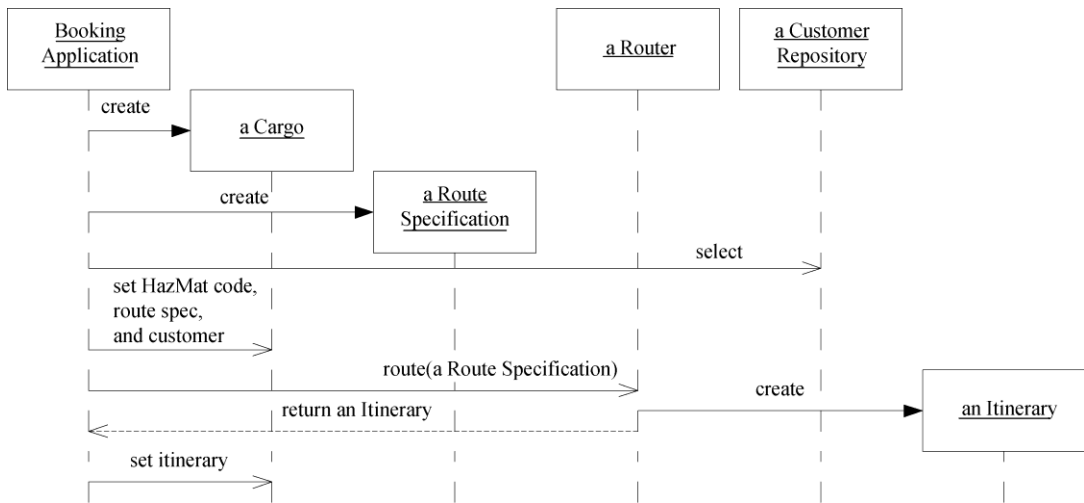 Booking
Application
a Router
a Customer
Repository
create
a Cargo
create
a Route
Specification
select
set HazMat code,
route spec,
and customer
route(a Route Specification)
create
an Itinerary
return an Itinerary
set itinerary